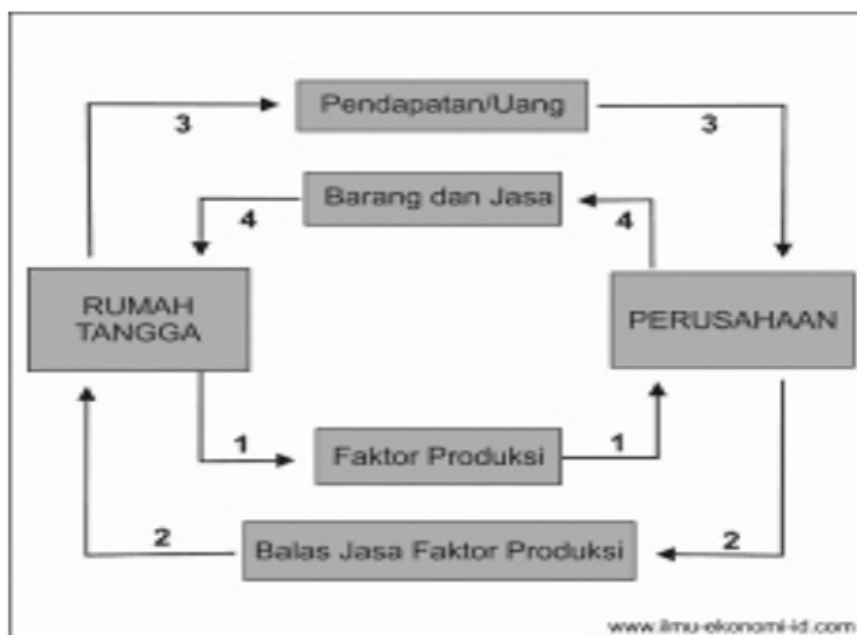 Pendapatan/Uang
3
3
Barang dan Jasa
4
4
RUMAH
TANGGA
PERUSAHAAN
1
Faktor Produksi
1
2
Balas Jasa Faktor Produksi
2
www.ilmu-ekonomi-id.com